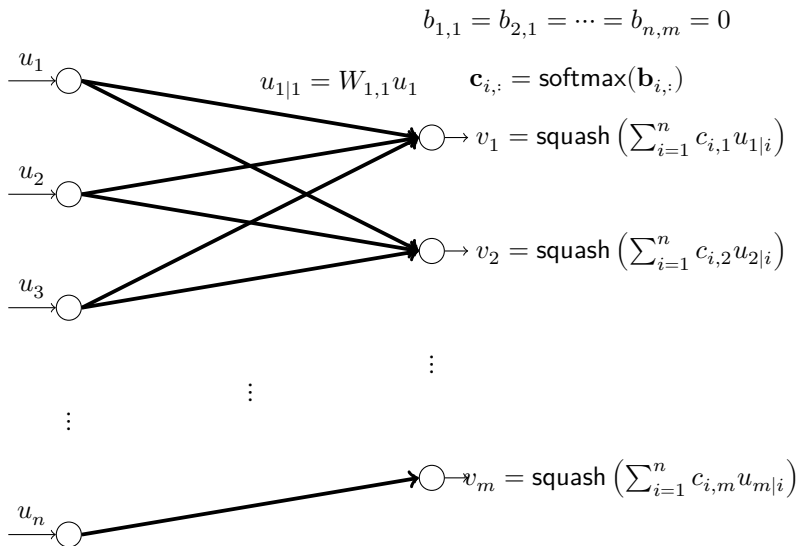 b_{1,1} = b_{2,1} = ⋯ = b_{n,m} = 0
u_1
u_{1|1} = W_{1,1}u_1
𝐜_{i,:} = softmax(𝐛_{i,:})
v_1 = squash (∑_{i=1}^n c_{i,1}u_{1|i})
u_2
v_2 = squash (∑_{i=1}^n c_{i,2}u_{2|i})
u_3
⋮
⋮
⋮
v_m = squash (∑_{i=1}^n c_{i,m}u_{m|i})
u_n